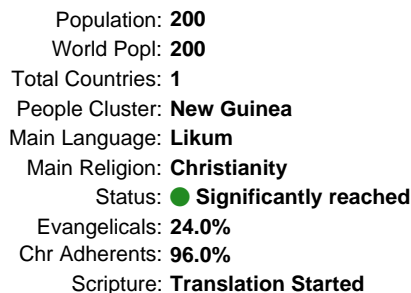 Population: 200
World Popl: 200
Total Countries: 1
People Cluster: New Guinea
Main Language: Likum
Main Religion: Christianity
Status: Significantly reached
Evangelicals: 24.0%
Chr Adherents: 96.0%
Scripture: Translation Started